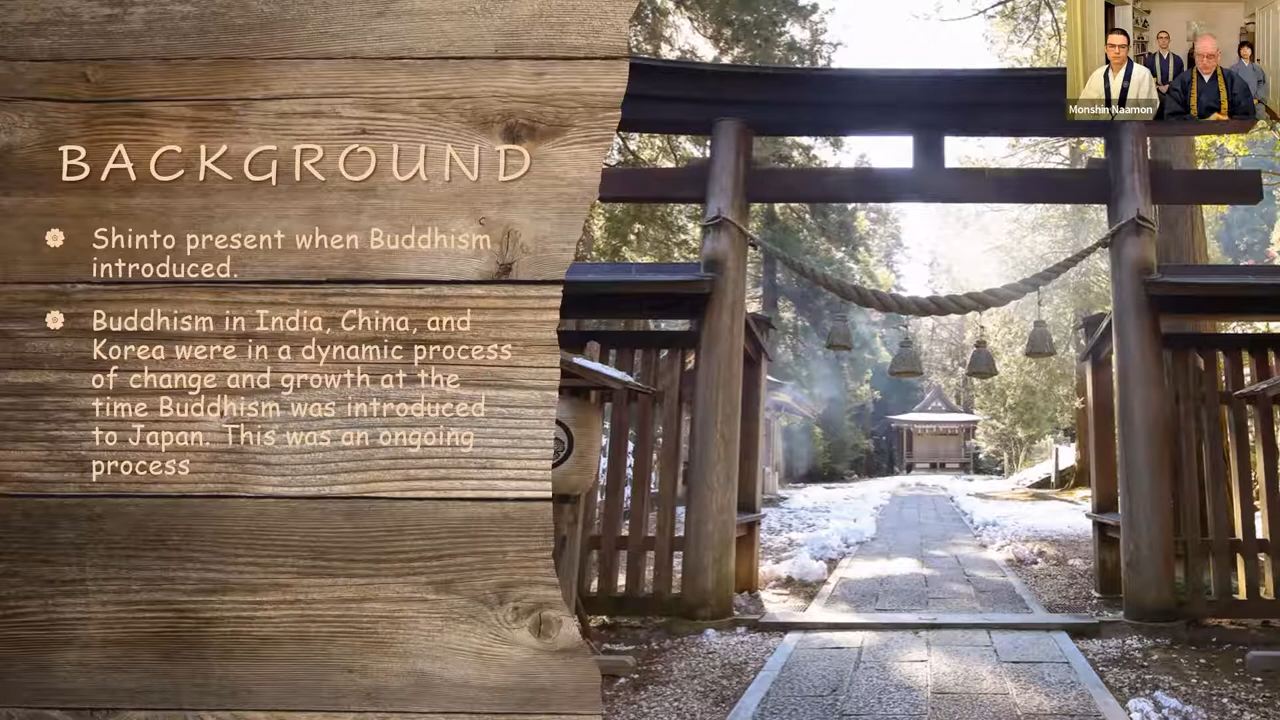 Monshin Naamon
BACKGROUND
Shinto present when Buddhism
introduced.
Buddhism in India, China, and
Korea were in a dynamic process
of change and growth at the
time Buddhism was introduced
to Japan. This was an ongoing
process